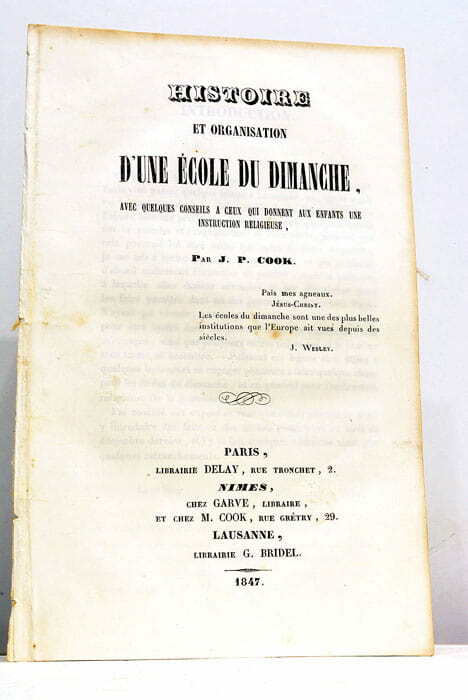 HISTOIRE
ET ORGANISATION
D'UNE ÉCOLE DU DIMANCHE,
AVEC QUELQUES CONSEILS A CEUX QUI DONNENT AUX ENFANTS UNE
INSTRUCTION RELIGIEUSE,
PAR J. P. COOK.
Pais mes agneaux.
JÉSUS-CHRIST.
Les écoles du dimanche sont une des plus belles
institutions que l'Europe ait vues depuis des
siècles.
J. WESLEY.
PARIS,
LIBRAIRIE DELAY, RUE TRONCHET, 2.
NIMES,
CHEZ GARVE, LIBRAIRE,
ET CHEZ M. COOK, RUE GRÉTRY, 29.
LAUSANNE,
LIBRAIRIE G. BRIDEL.
1847.